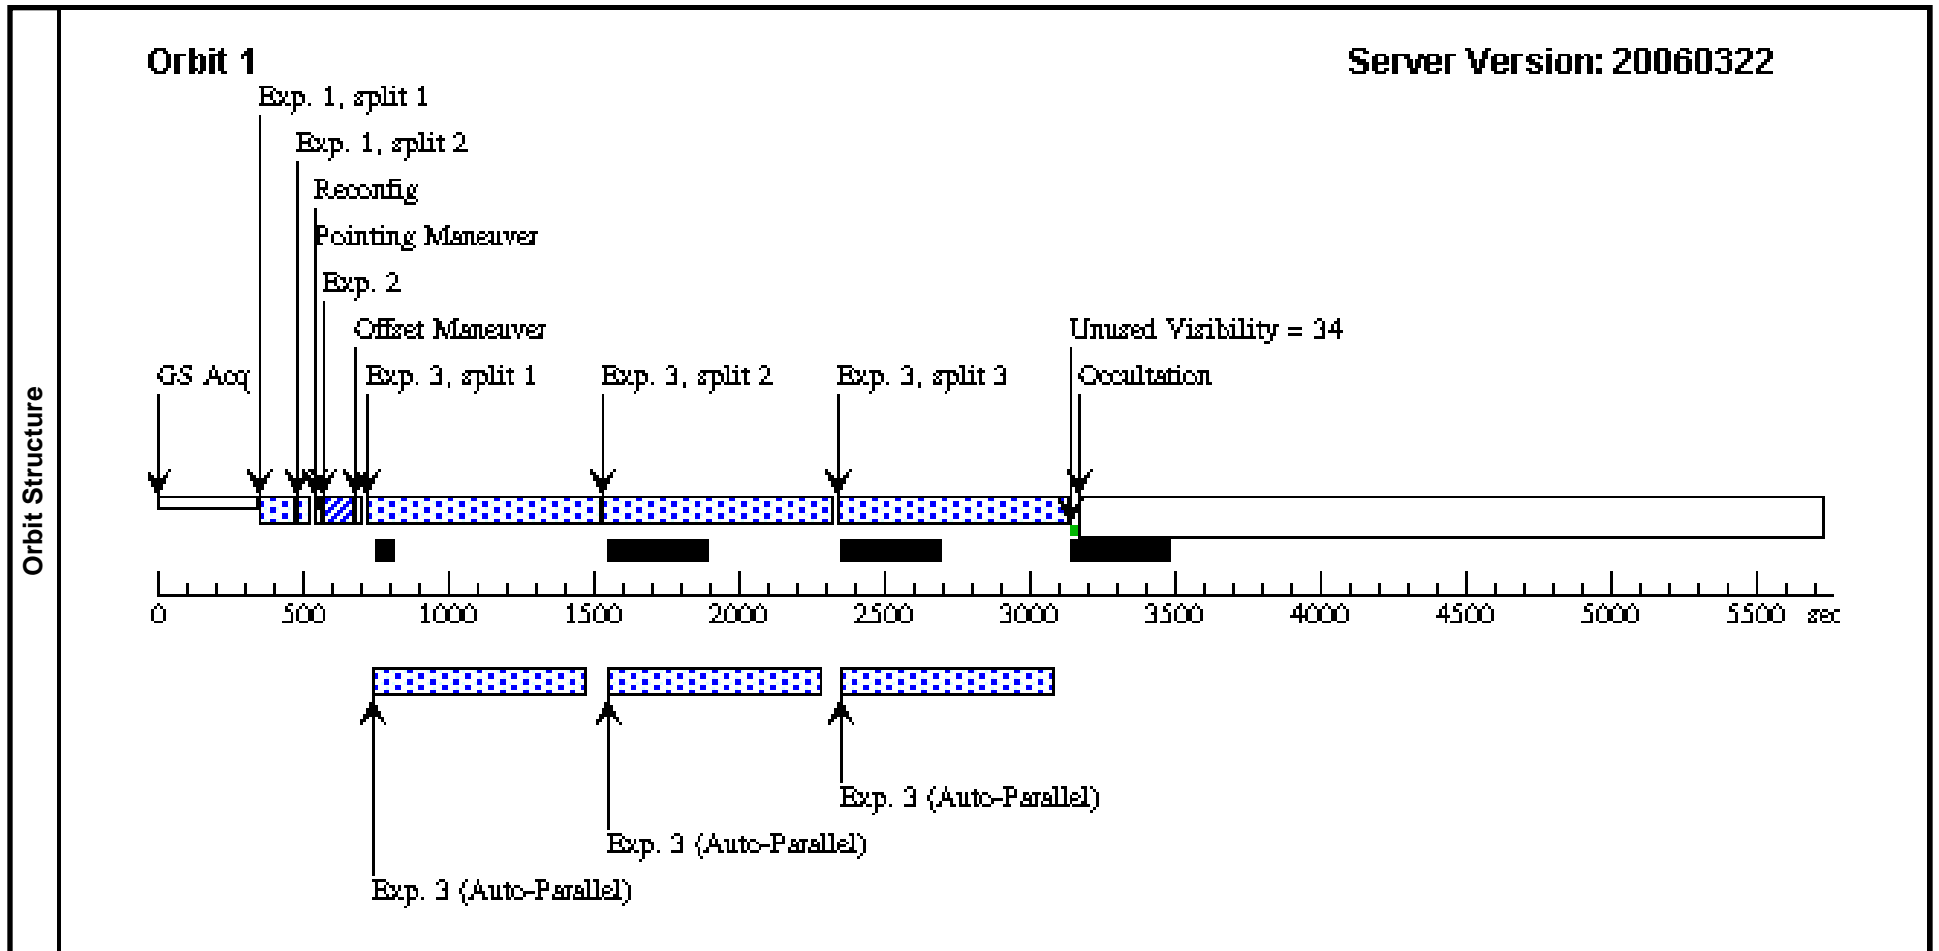 Orbit 1
Server Version: 20060322
Exp. 1, split 1
Exp. 1, split 2
Reconfig
Pointing Maneuver
Exp. 2
Offset Maneuver
Unused Visibility = 34
GS Acq
Exp. 3, split 1
Exp. 3, split 2
Exp. 3, split 3
Occultation
Orbit Structure
0 500 1000 1500 2000 2500 3000 3500 4000 4500 5000 5500 sec
Exp. 3 (Auto-Parallel)
Exp. 3 (Auto-Parallel)
Exp. 3 (Auto-Parallel)